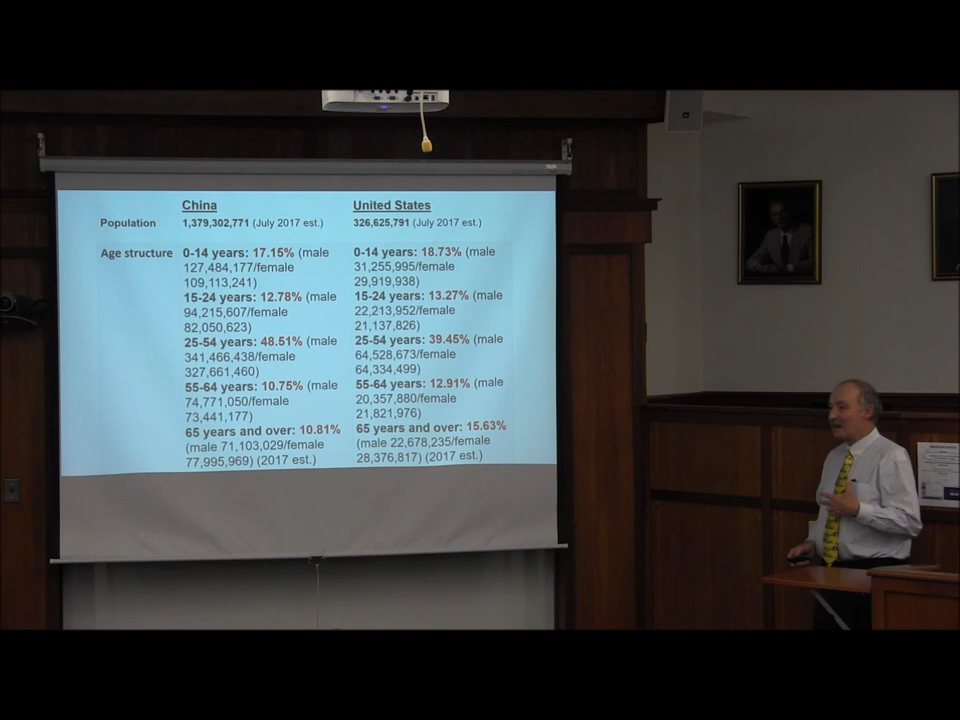 China United States
Population 1,379,302,771 (July 2017 est.) 326,625,791 (July 2017 est.)
Age structure
0-14 years: 17.15% (male
127,484,177/female
109,113,241)
15-24 years: 12.78% (male
94,215,607/female
82,050,623)
25-54 years: 48.51% (male
341,466,438/female
327,661,460)
55-64 years: 10.75% (male
74,771,050/female
73,441,177)
65 years and over: 10.81%
(male 71,103,029/female
77,995,969) (2017 est.)
0-14 years: 18.73% (male
31,255,995/female
29,919,938)
15-24 years: 13.27% (male
22,213,952/female
21,137,826)
25-54 years: 39.45% (male
64,528,673/female
64,334,499)
55-64 years: 12.91% (male
20,357,880/female
21,821,976)
65 years and over: 15.63%
(male 22,678,235/female
28,376,817) (2017 est.)